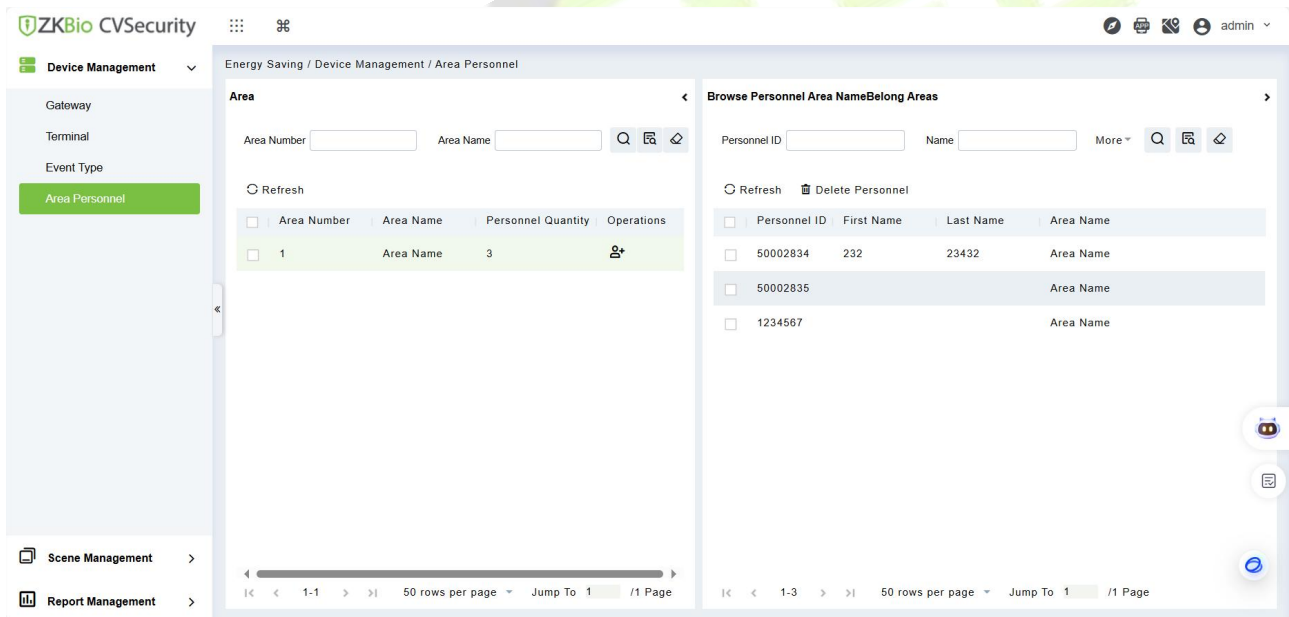 ZKBio CVSecurity
APP
admin
Device Management
Gateway
Terminal
Event Type
Area Personnel
Scene Management
Report Management
Energy Saving / Device Management / Area Personnel
Area
Area Number
Area Name
Refresh
Area Number Area Name Personnel Quantity Operations
1 Area Name 3
1-1 50 rows per page Jump To 1 /1 Page
Browse Personnel Area NameBelong Areas
Personnel ID Name More
Refresh Delete Personnel
Personnel ID First Name Last Name Area Name
50002834 232 23432 Area Name
50002835 Area Name
1234567 Area Name
1-3 50 rows per page Jump To 1 /1 Page